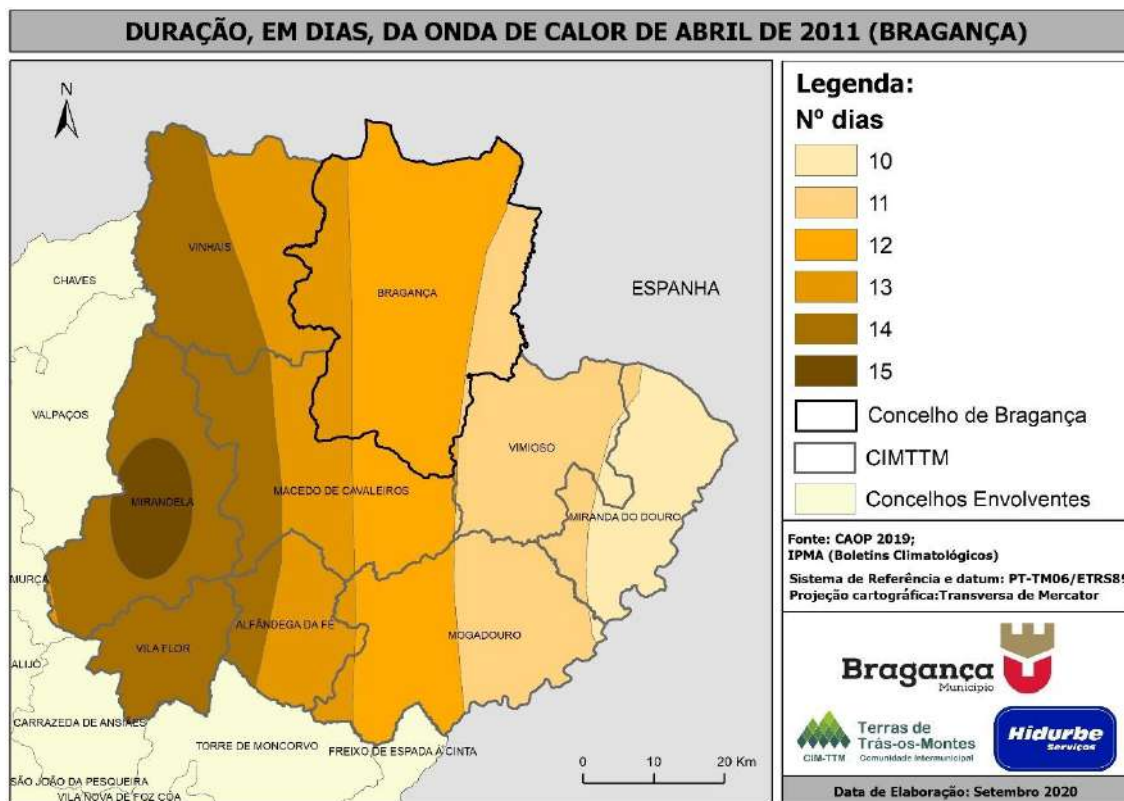 DURAÇÃO, EM DIAS, DA ONDA DE CALOR DE ABRIL DE 2011 (BRAGANÇA)
N
VINHAIS
CHAVES
BRAGANÇA
ESPANHA
VALPAÇOS
VIMIOSO
MACEDO DE CAVALEIROS
MIRANDELA
MIRANDA DO DOURO
MURÇA
ALFÂNDEGA DA FÉ
MOGADOURO
VILA FLOR
ALIJÓ
CARRAZEDA DE ANSIÃES
TORRE DE MONCORVO
FREIXO DE ESPADA À CINTA
SÃO JOÃO DA PESQUEIRA
VILA NOVA DE FOZ CÔA
0 10 20 Km
Legenda:
Nº dias
10
11
12
13
14
15
Concelho de Bragança
CIMTTM
Concelhos Envolventes
Fonte: CAOP 2019;
IPMA (Boletins Climatológicos)
Sistema de Referência e datum: PT-TM06/ETRS89
Projeção cartográfica:Transversa de Mercator
Bragança
Município
CIM-TTM
Terras de
Trás-os-Montes
Comunidade Intermunicipal
Hidurbe
Serviços
Data de Elaboração: Setembro 2020